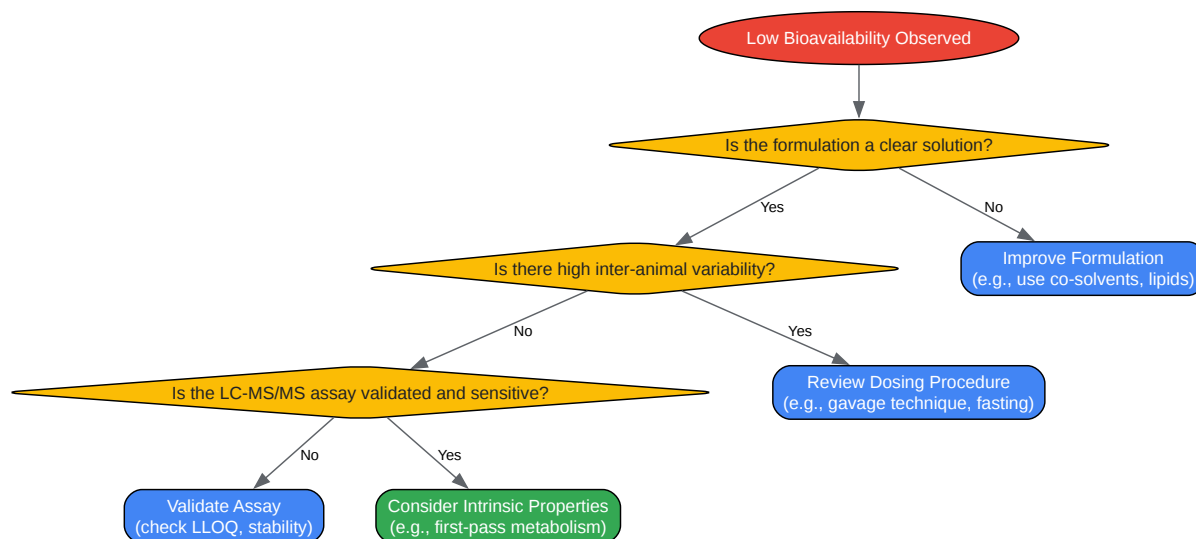 Low Bioavailability Observed
Is the formulation a clear solution?
Yes
No
Is there high inter-animal variability?
Improve Formulation
(e.g., use co-solvents, lipids)
No
Yes
Is the LC-MS/MS assay validated and sensitive?
Review Dosing Procedure
(e.g., gavage technique, fasting)
No
Yes
Validate Assay
(check LLOQ, stability)
Consider Intrinsic Properties
(e.g., first-pass metabolism)